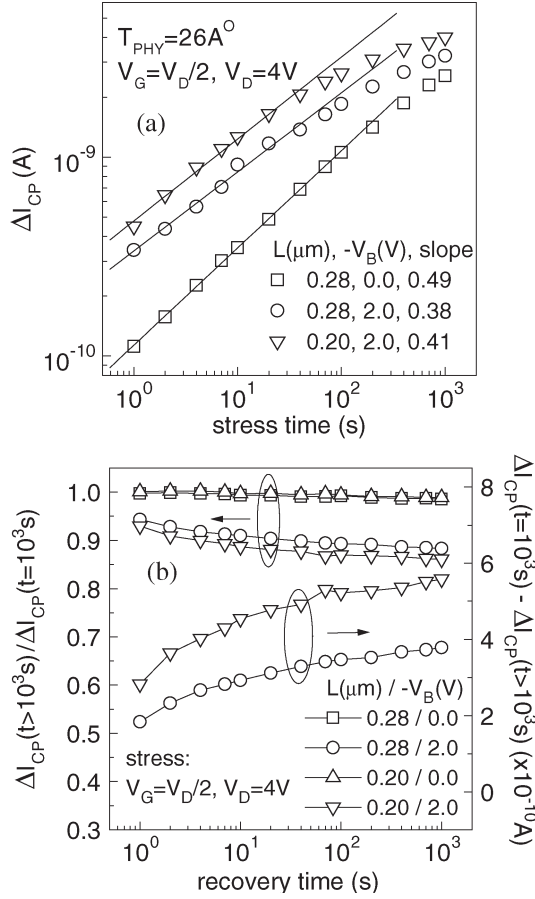 T_PHY=26A^O
V_G=V_D/2, V_D=4V
(a)
10^-9
10^-10
ΔI_CP (A)
L(μm), -V_B(V), slope
0.28, 0.0, 0.49
0.28, 2.0, 0.38
0.20, 2.0, 0.41
10^0 10^1 10^2 10^3
stress time (s)
1.0
0.9
0.8
0.7
0.6
0.5
0.4
0.3
ΔI_CP(t>10^3s)/ΔI_CP(t=10^3s)
(b)
8
6
4
2
0
ΔI_CP(t=10^3s) - ΔI_CP(t>10^3s) (x10^-10A)
L(μm) / -V_B(V)
0.28 / 0.0
0.28 / 2.0
0.20 / 0.0
0.20 / 2.0
stress:
V_G=V_D/2, V_D=4V
10^0 10^1 10^2 10^3
recovery time (s)